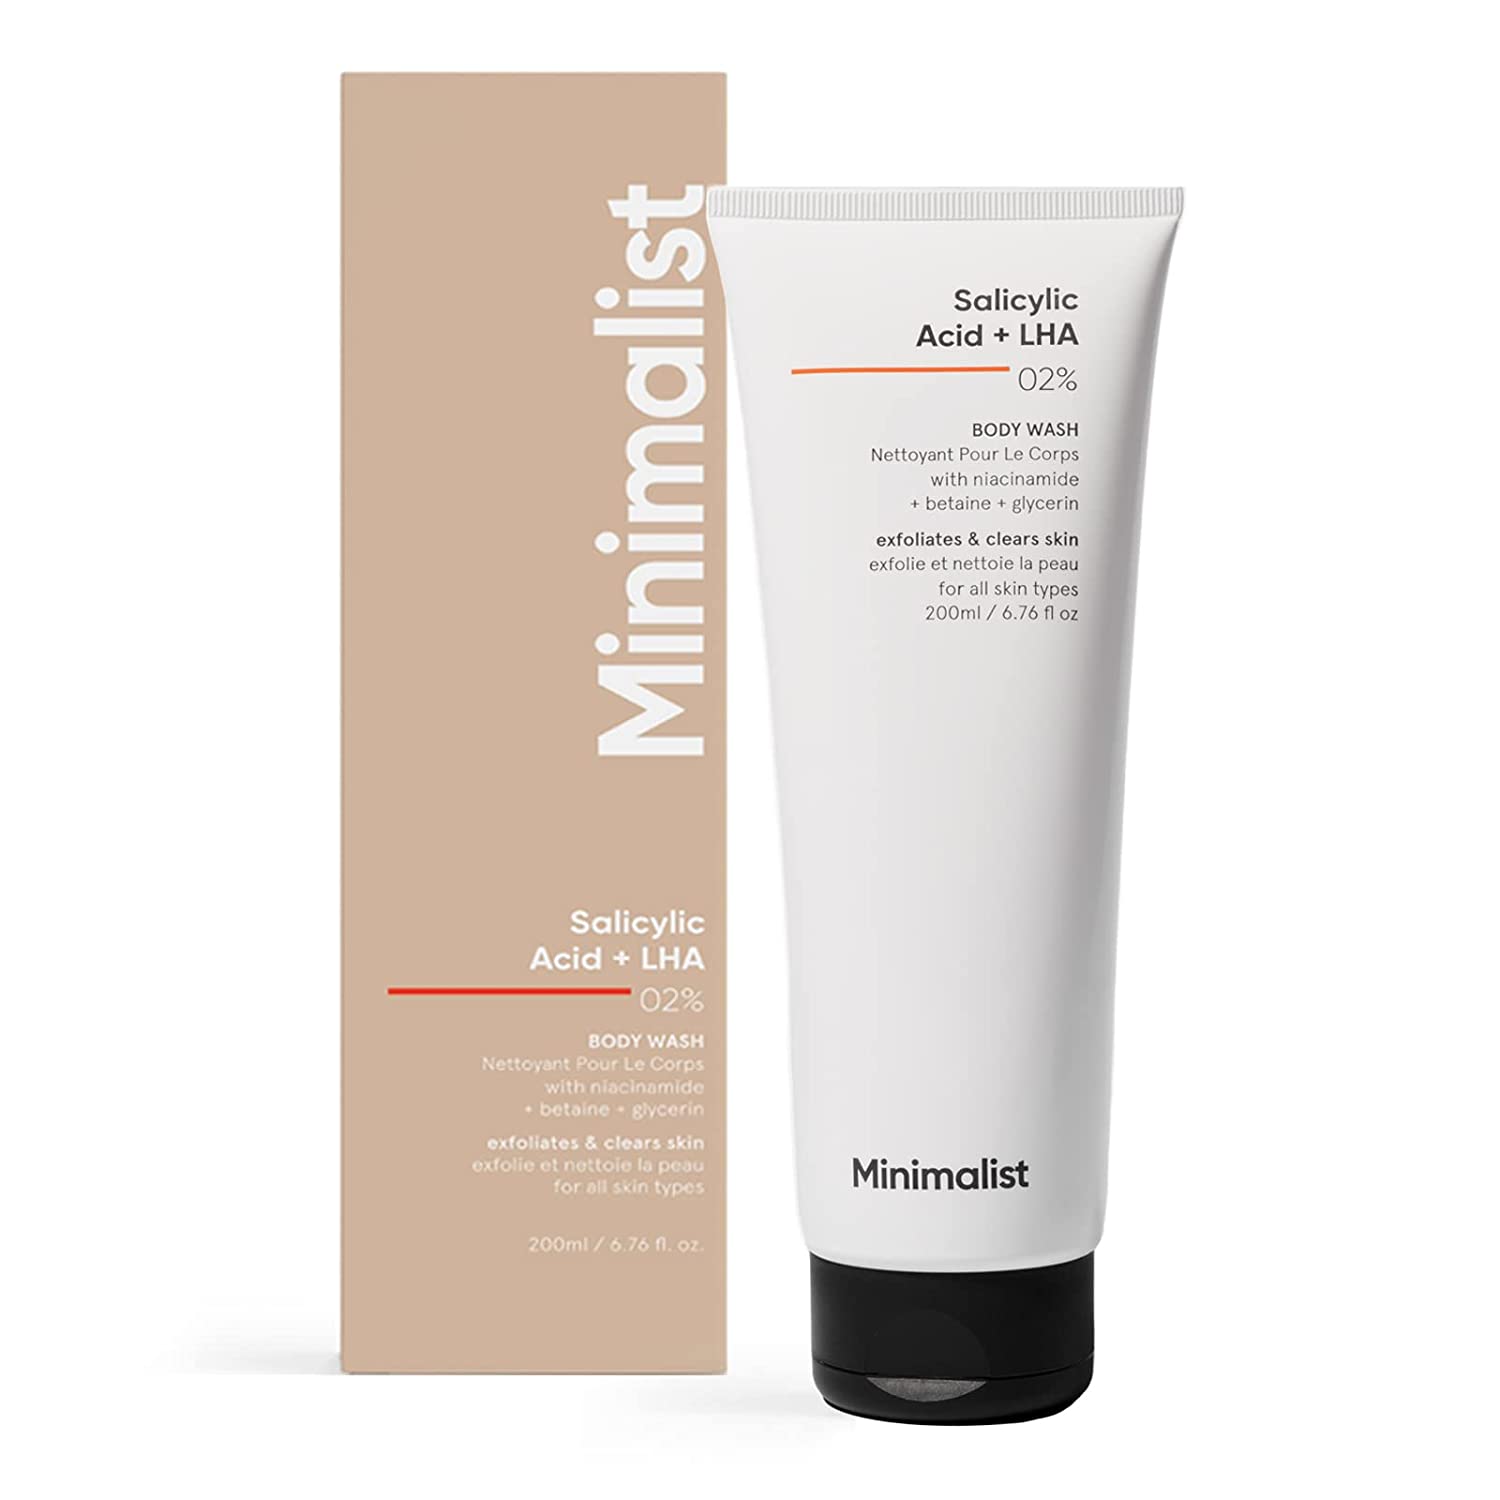 Minimalist
Salicylic
Acid + LHA
02%
BODY WASH
Nettoyant Pour Le Corps
with niacinamide
+ betaine + glycerin
exfoliates & clears skin
exfolie et nettoie la peau
for all skin types
200ml / 6.76 fl. oz.
Salicylic
Acid + LHA
02%
BODY WASH
Nettoyant Pour Le Corps
with niacinamide
+ betaine + glycerin
exfoliates & clears skin
exfolie et nettoie la peau
for all skin types
200ml / 6.76 fl oz
Minimalist